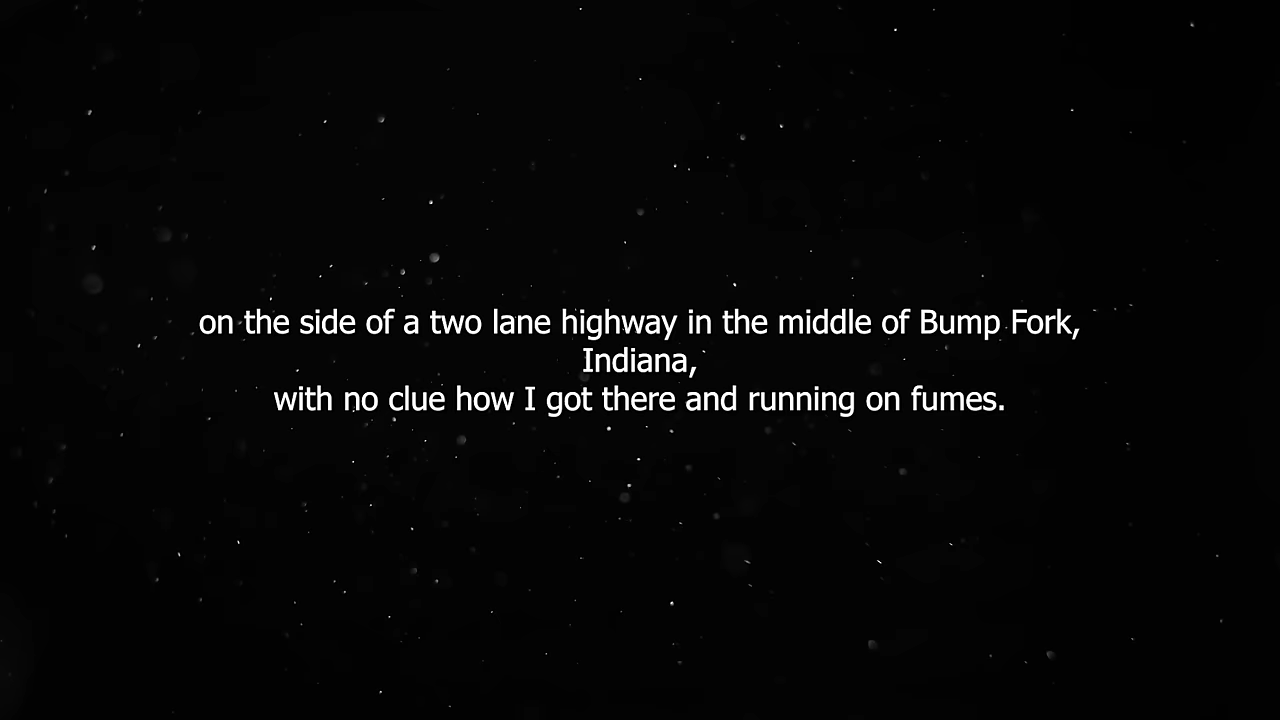 on the side of a two lane highway in the middle of Bump Fork,
Indiana,
with no clue how I got there and running on fumes.